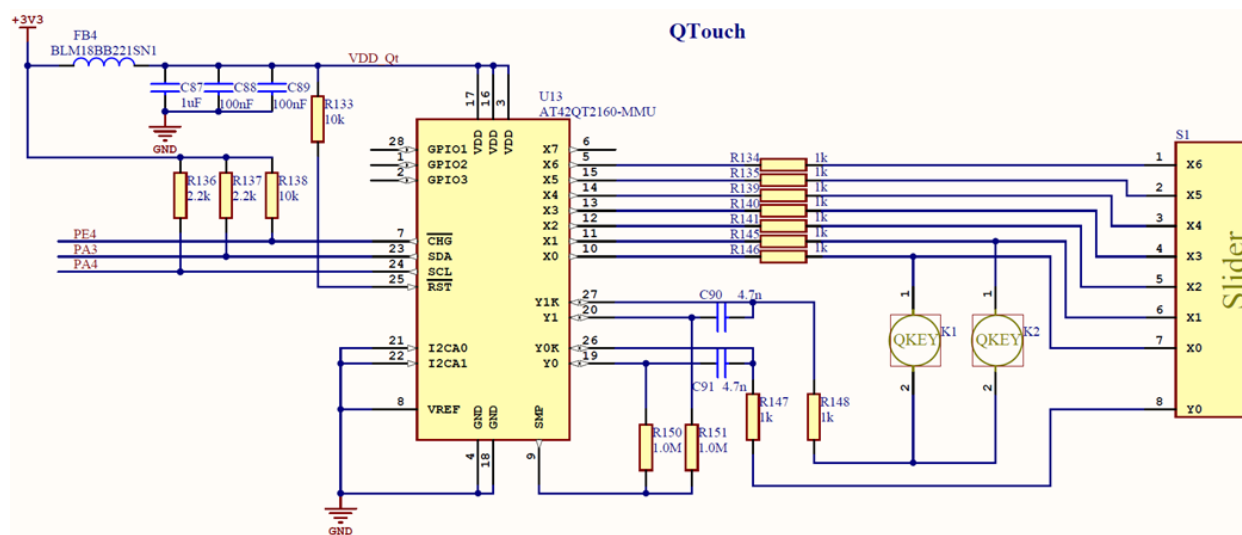 QTouch
+3V3
FB4
BLM18BB221SN1
VDD_Qt
C87
1uF
C88
100nF
C89
100nF
R133
10k
GND
R136
2.2k
R137
2.2k
R138
10k
PE4
PA3
PA4
U13
AT42QT2160-MMU
17
16
3
VDD
VDD
VDD
28
GPIO1
1
GPIO2
2
GPIO3
7
CHG
23
SDA
24
SCL
25
RST
21
I2CA0
22
I2CA1
8
VREF
GND
GND
SMP
4
18
9
X7
6
X6
5
X5
15
X4
14
X3
13
X2
12
X1
11
X0
10
Y1K
27
Y1
20
Y0K
26
Y0
19
R134
1k
R135
1k
R139
1k
R140
1k
R141
1k
R145
1k
R146
1k
C90
4.7n
C91
4.7n
R147
1k
R148
1k
R150
1.0M
R151
1.0M
GND
1
QKEY
K1
2
1
QKEY
K2
2
S1
1
X6
2
X5
3
X4
4
X3
5
X2
6
X1
7
X0
8
Y0
Slider